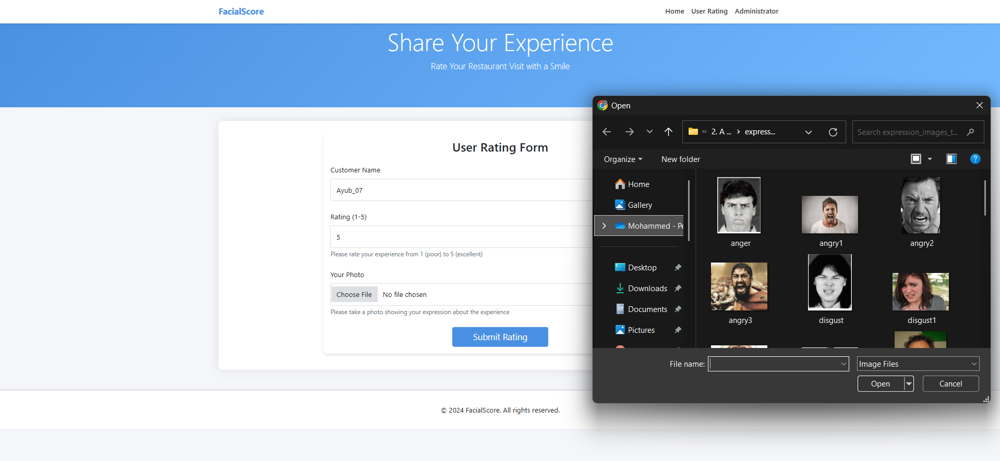 FacialScore
Home User Rating Administrator
Share Your Experience
Rate Your Restaurant Visit with a Smile
User Rating Form
Customer Name
Ayub_07
Rating (1-5)
5
Please rate your experience from 1 (poor) to 5 (excellent)
Your Photo
Choose File No file chosen
Please take a photo showing your expression about the experience
Submit Rating
© 2024 FacialScore. All rights reserved.
Open
« 2. A ... › express...
Search expression_images_t...
Organize New folder
?
Home
Gallery
Mohammed - Pe
Desktop
Downloads
Documents
Pictures
anger angry1 angry2
angry3 disgust disgust1
File name:
Image Files
Open Cancel